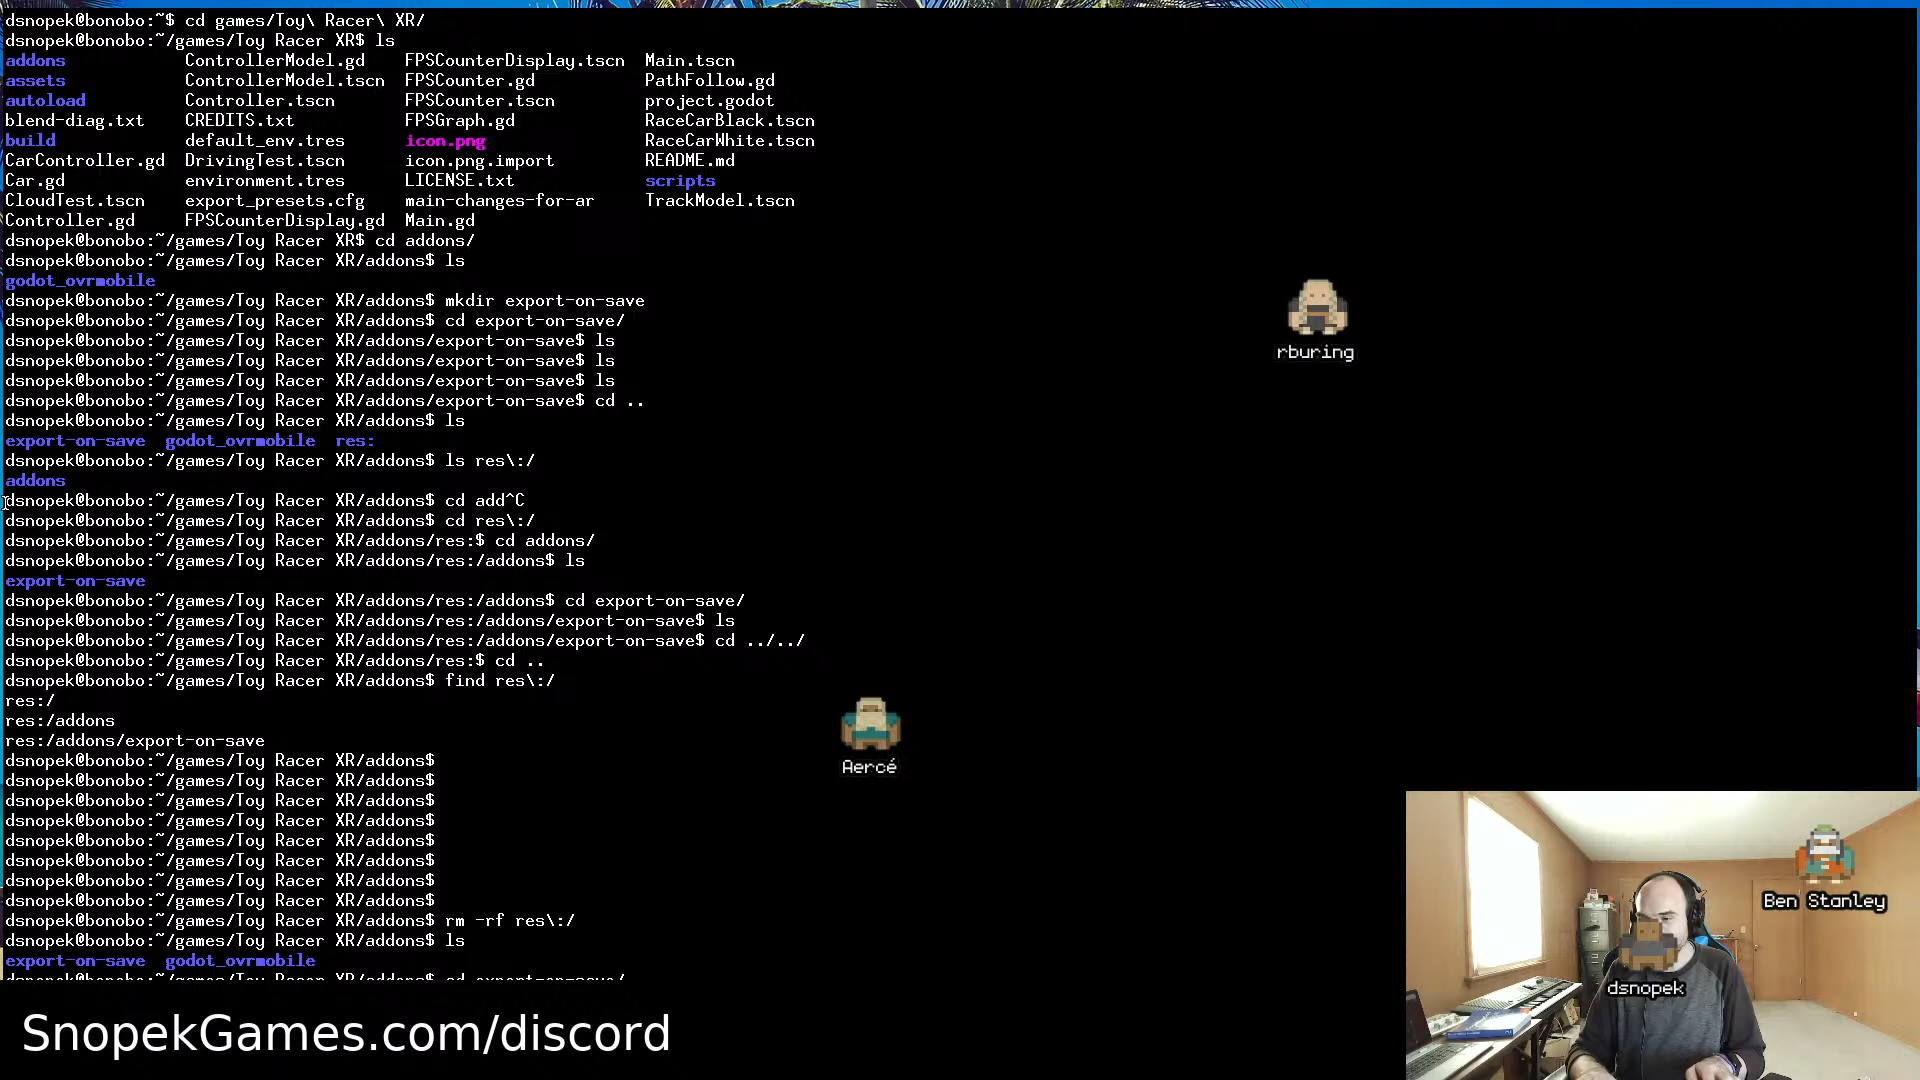 dsnopek@bonobo:~$ cd games/Toy\ Racer\ XR/
dsnopek@bonobo:~/games/Toy Racer XR$ ls
addons ControllerModel.gd FPSCounterDisplay.tscn Main.tscn
assets ControllerModel.tscn FPSCounter.gd PathFollow.gd
autoload Controller.tscn FPSCounter.tscn project.godot
blend-diag.txt CREDITS.txt FPSGraph.gd RaceCarBlack.tscn
build default_env.tres icon.png RaceCarWhite.tscn
CarController.gd DrivingTest.tscn icon.png.import README.md
Car.gd environment.tres LICENSE.txt scripts
CloudTest.tscn export_presets.cfg main-changes-for-ar TrackModel.tscn
Controller.gd FPSCounterDisplay.gd Main.gd
dsnopek@bonobo:~/games/Toy Racer XR$ cd addons/
dsnopek@bonobo:~/games/Toy Racer XR/addons$ ls
godot_ovrmobile
dsnopek@bonobo:~/games/Toy Racer XR/addons$ mkdir export-on-save
dsnopek@bonobo:~/games/Toy Racer XR/addons$ cd export-on-save/
dsnopek@bonobo:~/games/Toy Racer XR/addons/export-on-save$ ls
dsnopek@bonobo:~/games/Toy Racer XR/addons/export-on-save$ ls
dsnopek@bonobo:~/games/Toy Racer XR/addons/export-on-save$ ls
dsnopek@bonobo:~/games/Toy Racer XR/addons/export-on-save$ cd ..
dsnopek@bonobo:~/games/Toy Racer XR/addons$ ls
export-on-save godot_ovrmobile res:
dsnopek@bonobo:~/games/Toy Racer XR/addons$ ls res\:/
addons
dsnopek@bonobo:~/games/Toy Racer XR/addons$ cd add^C
dsnopek@bonobo:~/games/Toy Racer XR/addons$ cd res\:/
dsnopek@bonobo:~/games/Toy Racer XR/addons/res:$ cd addons/
dsnopek@bonobo:~/games/Toy Racer XR/addons/res:/addons$ ls
export-on-save
dsnopek@bonobo:~/games/Toy Racer XR/addons/res:/addons$ cd export-on-save/
dsnopek@bonobo:~/games/Toy Racer XR/addons/res:/addons/export-on-save$ ls
dsnopek@bonobo:~/games/Toy Racer XR/addons/res:/addons/export-on-save$ cd ../../
dsnopek@bonobo:~/games/Toy Racer XR/addons/res:$ cd ..
dsnopek@bonobo:~/games/Toy Racer XR/addons$ find res\:/
res:/
res:/addons
res:/addons/export-on-save
dsnopek@bonobo:~/games/Toy Racer XR/addons$
dsnopek@bonobo:~/games/Toy Racer XR/addons$
dsnopek@bonobo:~/games/Toy Racer XR/addons$
dsnopek@bonobo:~/games/Toy Racer XR/addons$
dsnopek@bonobo:~/games/Toy Racer XR/addons$
dsnopek@bonobo:~/games/Toy Racer XR/addons$
dsnopek@bonobo:~/games/Toy Racer XR/addons$
dsnopek@bonobo:~/games/Toy Racer XR/addons$
dsnopek@bonobo:~/games/Toy Racer XR/addons$ rm -rf res\:/
dsnopek@bonobo:~/games/Toy Racer XR/addons$ ls
export-on-save godot_ovrmobile
dsnopek@bonobo:~/games/Toy Racer XR/addons$ cd export-on-save/
rburing
Aercé
Ben Stanley
dsnopek
SnopekGames.com/discord